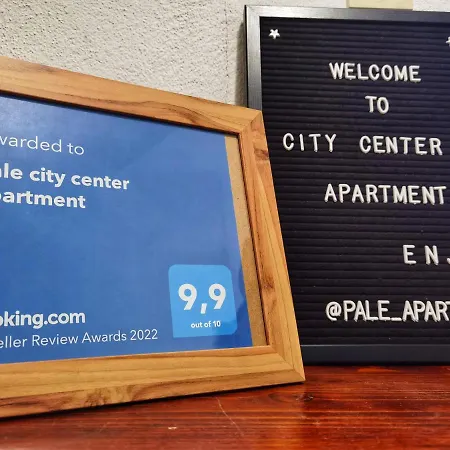 warded to
ale city center
partment
oking.com
eller Review Awards 2022
9,9
out of 10
WELCOME
TO
CITY CENTER
APARTMENT
ENJ
@PALE_APART